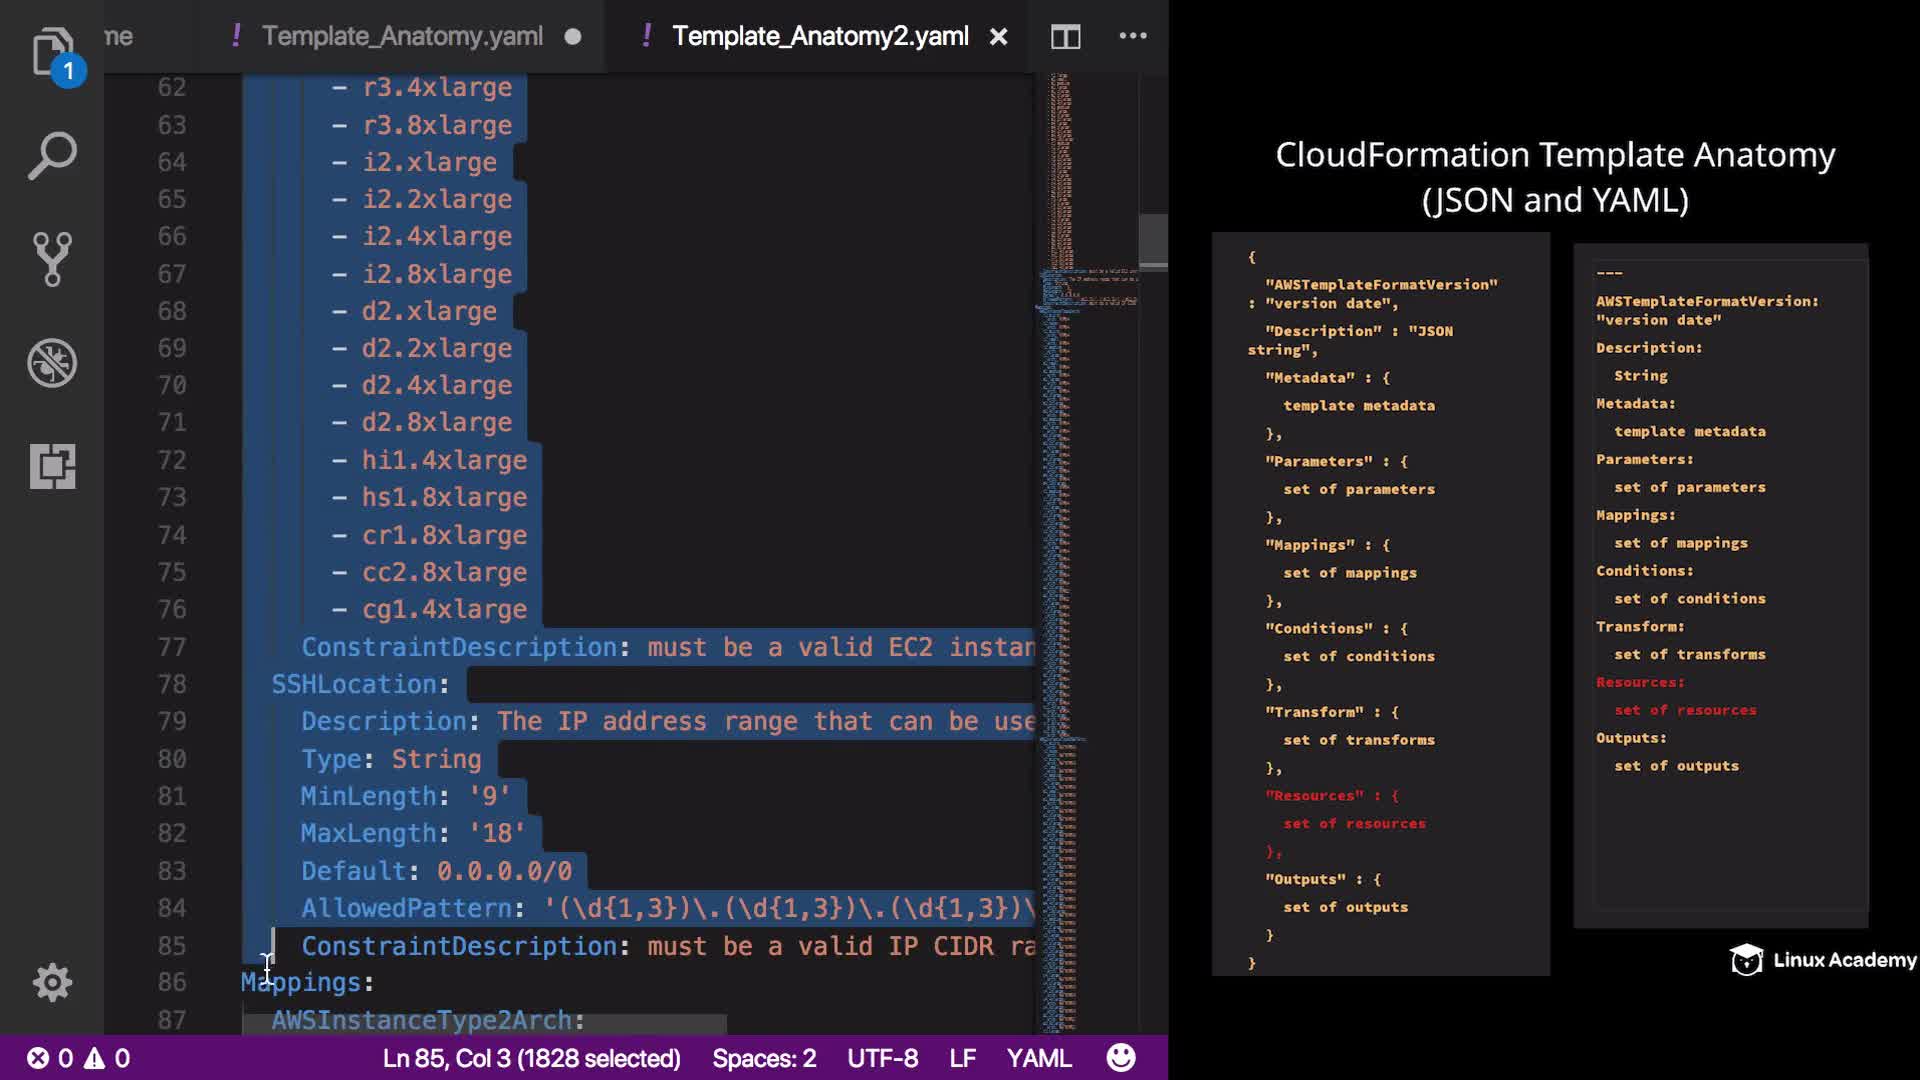 me
! Template_Anatomy.yaml
! Template_Anatomy2.yaml
1
62 - r3.4xlarge
63 - r3.8xlarge
64 - i2.xlarge
65 - i2.2xlarge
66 - i2.4xlarge
67 - i2.8xlarge
68 - d2.xlarge
69 - d2.2xlarge
70 - d2.4xlarge
71 - d2.8xlarge
72 - hi1.4xlarge
73 - hs1.8xlarge
74 - cr1.8xlarge
75 - cc2.8xlarge
76 - cg1.4xlarge
77 ConstraintDescription: must be a valid EC2 instan
78 SSHLocation:
79 Description: The IP address range that can be use
80 Type: String
81 MinLength: '9'
82 MaxLength: '18'
83 Default: 0.0.0.0/0
84 AllowedPattern: '(\d{1,3})\.(\d{1,3})\.(\d{1,3})\
85 ConstraintDescription: must be a valid IP CIDR ra
86 Mappings:
87 AWSInstanceType2Arch:
0 0 Ln 85, Col 3 (1828 selected) Spaces: 2 UTF-8 LF YAML
CloudFormation Template Anatomy
(JSON and YAML)
{
"AWSTemplateFormatVersion"
: "version date",
"Description" : "JSON
string",
"Metadata" : {
template metadata
},
"Parameters" : {
set of parameters
},
"Mappings" : {
set of mappings
},
"Conditions" : {
set of conditions
},
"Transform" : {
set of transforms
},
"Resources" : {
set of resources
},
"Outputs" : {
set of outputs
}
}
---
AWSTemplateFormatVersion:
"version date"
Description:
String
Metadata:
template metadata
Parameters:
set of parameters
Mappings:
set of mappings
Conditions:
set of conditions
Transform:
set of transforms
Resources:
set of resources
Outputs:
set of outputs
Linux Academy